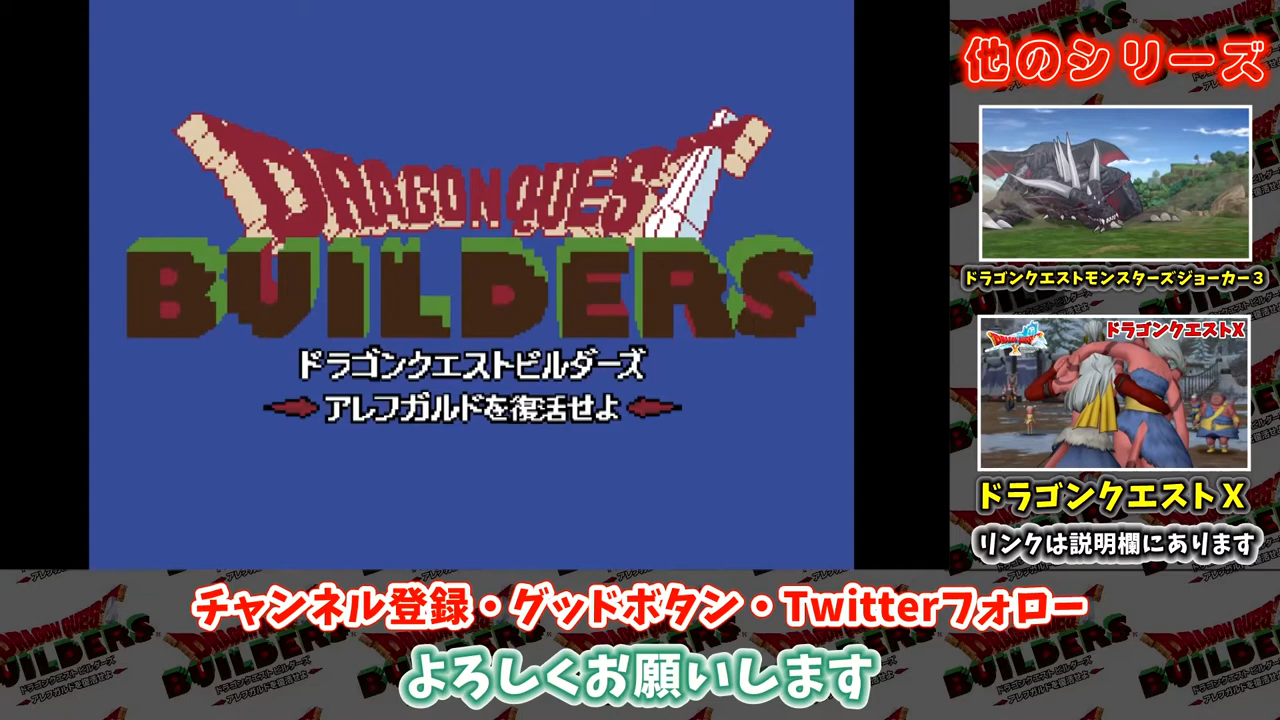 DRAGON QUEST
BUILDERS
ドラゴンクエストビルダーズ
アレフガルドを復活せよ
他のシリーズ
ドラゴンクエストモンスターズジョーカー3
DRAGON QUEST
X
ドラゴンクエストX
ドラゴンクエストX
リンクは説明欄にあります
チャンネル登録・グッドボタン・Twitterフォロー
よろしくお願いします